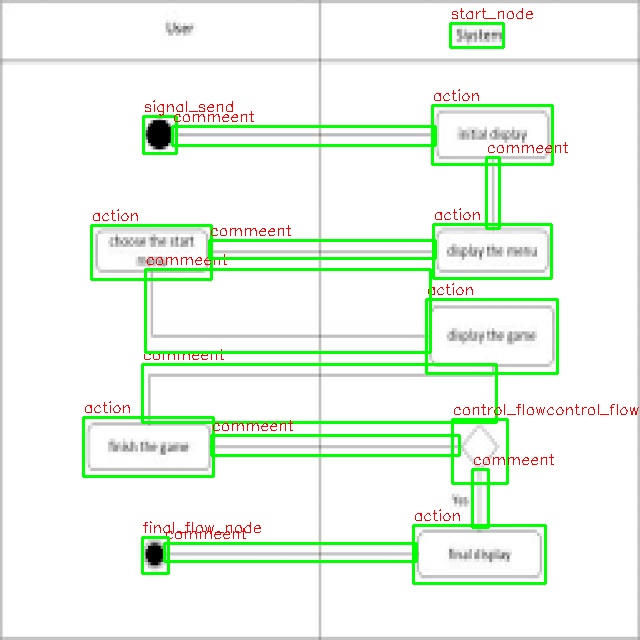 User
start_node
System
signal_send
commeent
action
initial display
commeent
action
choose the start
commeent
action
display the menu
commeent
action
display the game
commeent
action
finish the game
commeent
control_flowcontrol_flow
commeent
Yes
action
final display
final_flow_node
commeent